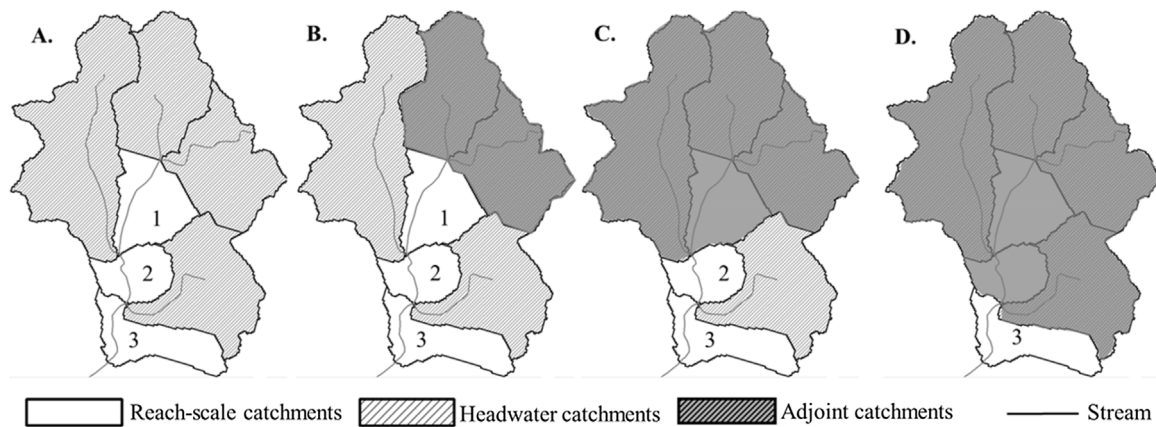 A. B. C. D.
1 1
2 2 2
3 3 3 3
Reach-scale catchments Headwater catchments Adjoint catchments Stream